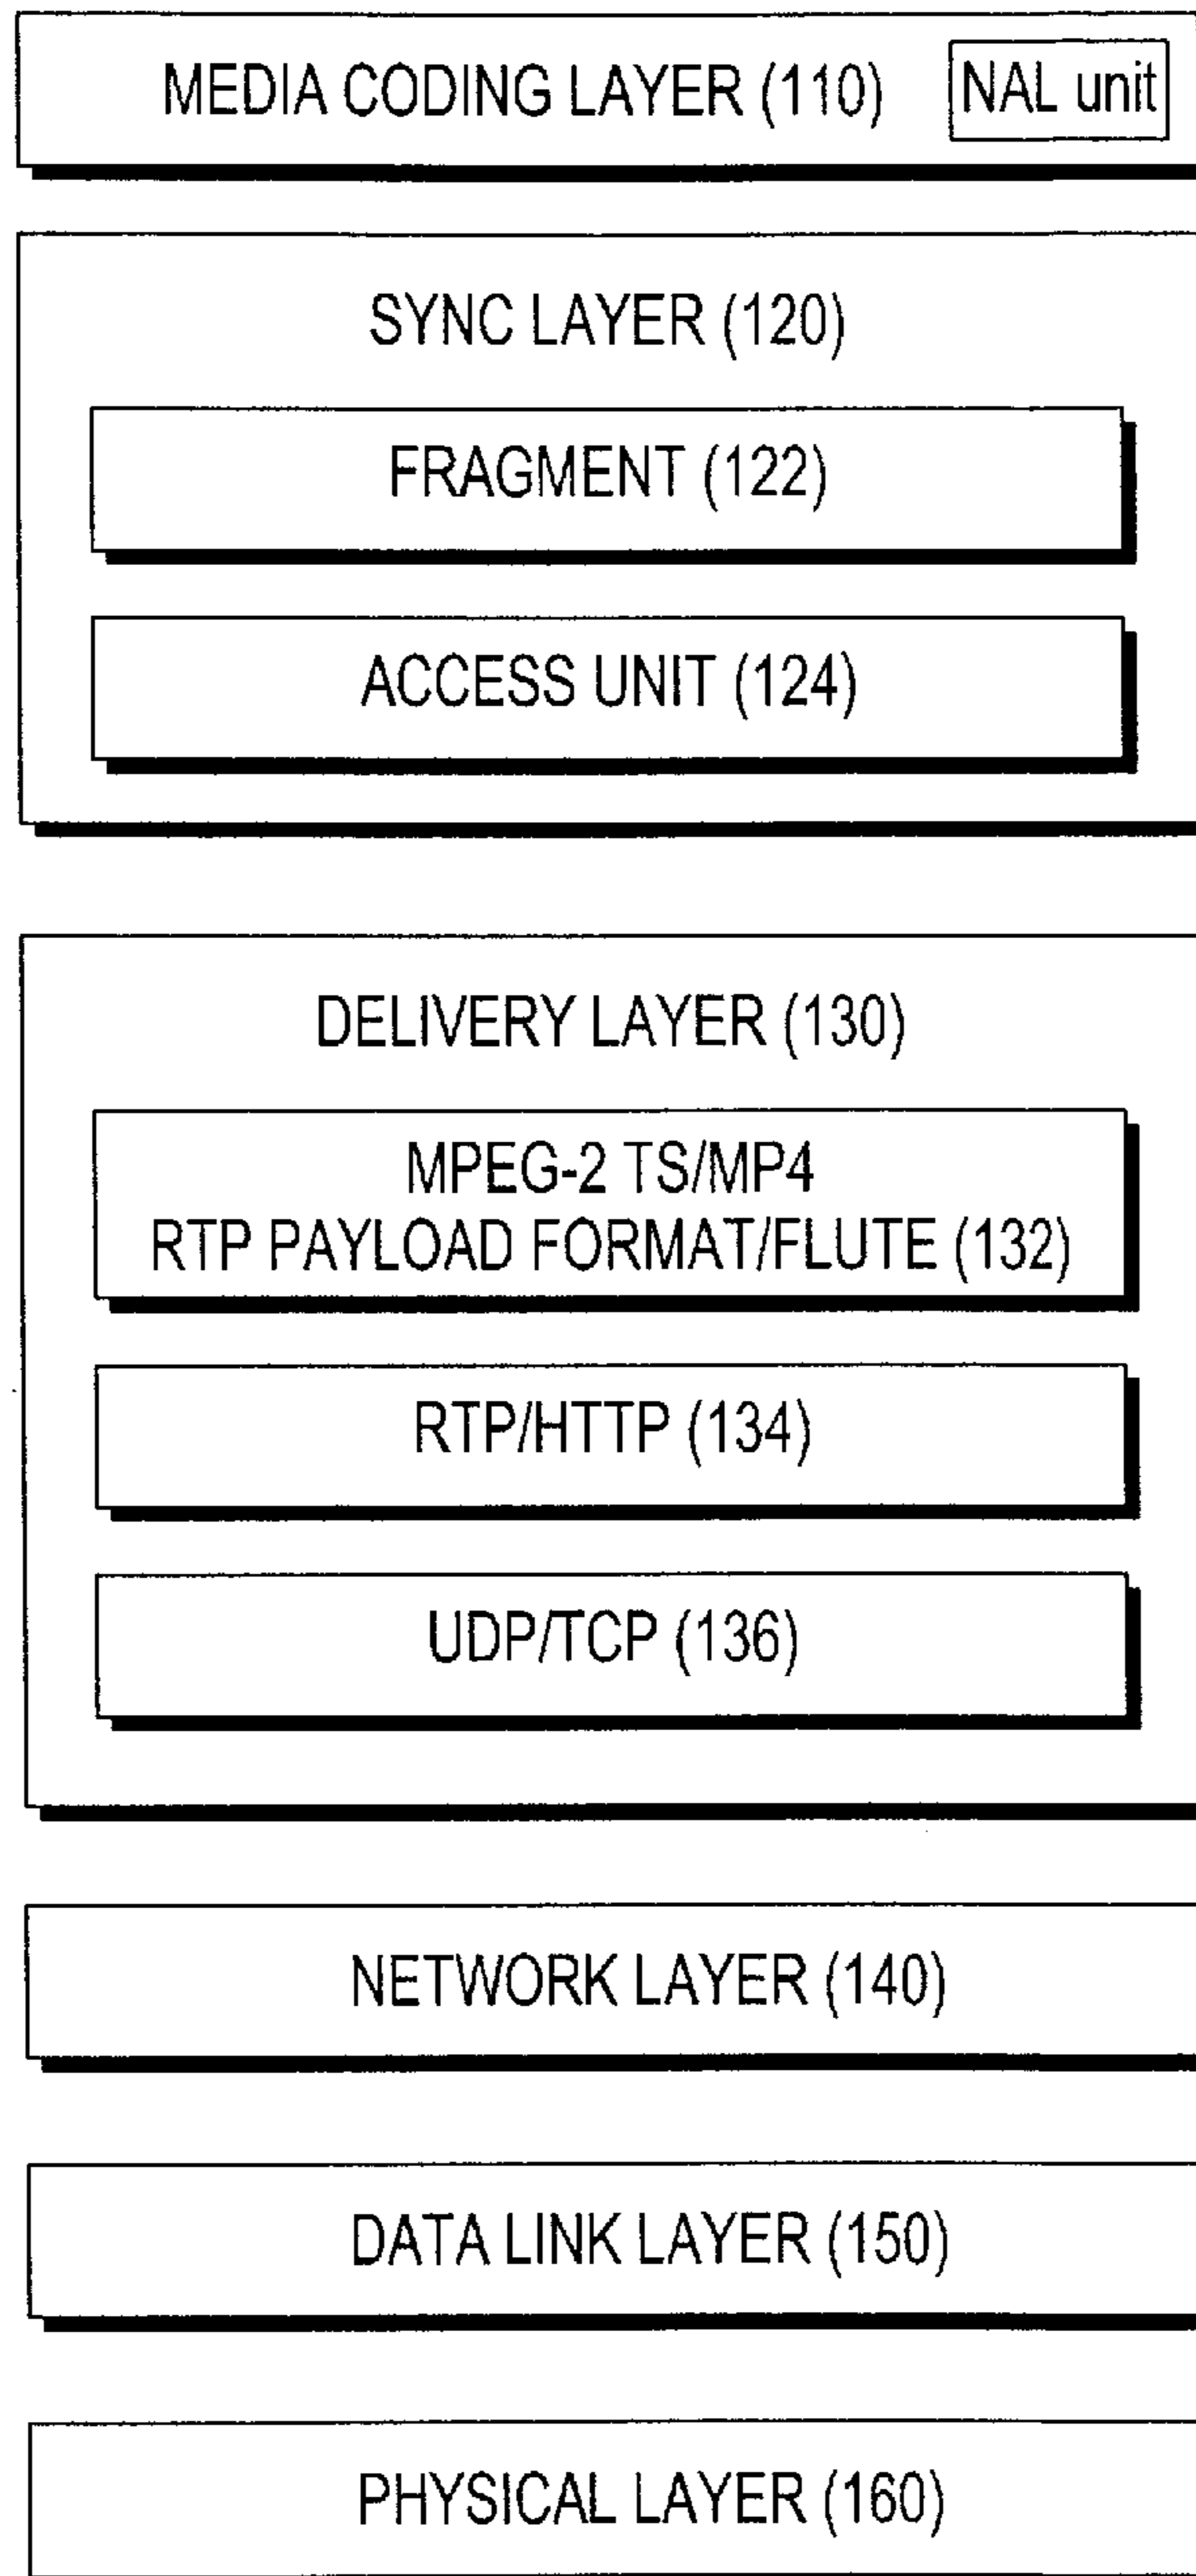 MEDIA CODING LAYER (110) NAL unit
SYNC LAYER (120)
FRAGMENT (122)
ACCESS UNIT (124)
DELIVERY LAYER (130)
MPEG-2 TS/MP4
RTP PAYLOAD FORMAT/FLUTE (132)
RTP/HTTP (134)
UDP/TCP (136)
NETWORK LAYER (140)
DATA LINK LAYER (150)
PHYSICAL LAYER (160)